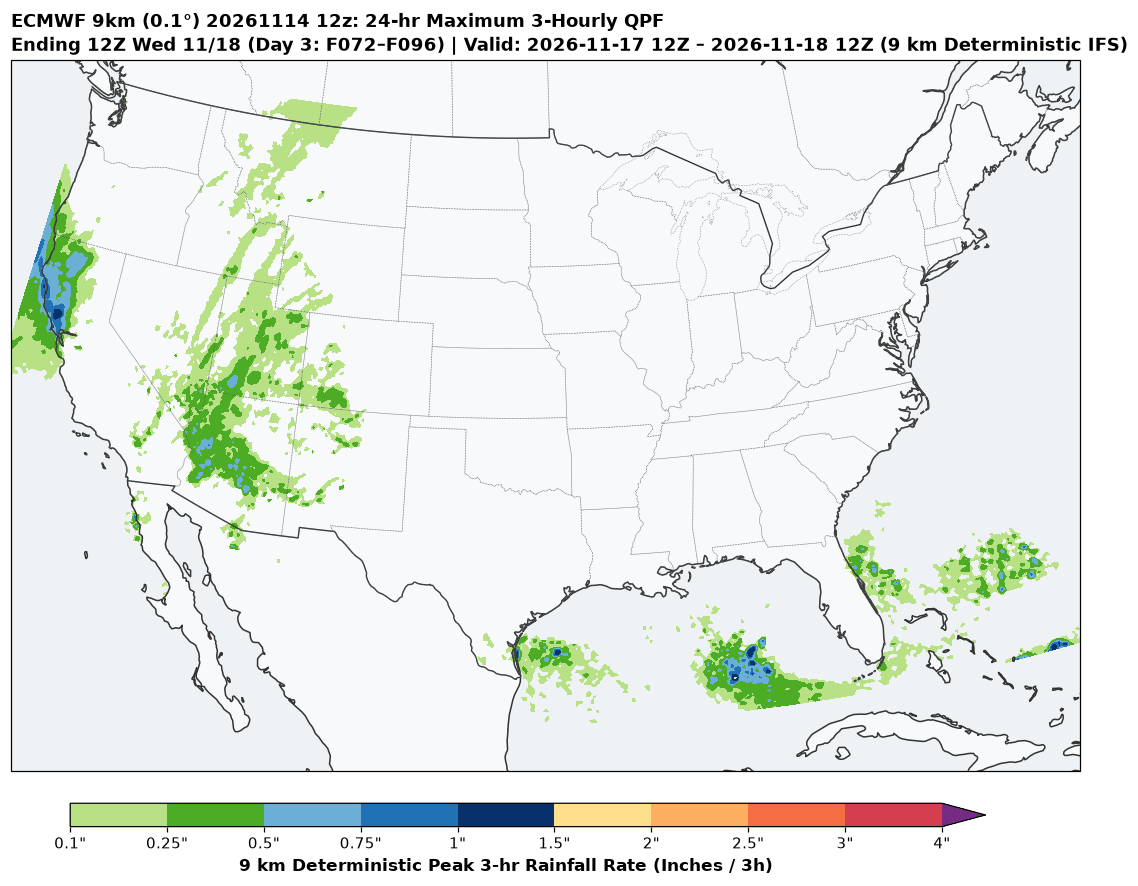 ECMWF 9km (0.1°) 20261114 12z: 24-hr Maximum 3-Hourly QPF
Ending 12Z Wed 11/18 (Day 3: F072–F096) | Valid: 2026-11-17 12Z – 2026-11-18 12Z (9 km Deterministic IFS)
0.1" 0.25" 0.5" 0.75" 1" 1.5" 2" 2.5" 3" 4"
9 km Deterministic Peak 3-hr Rainfall Rate (Inches / 3h)